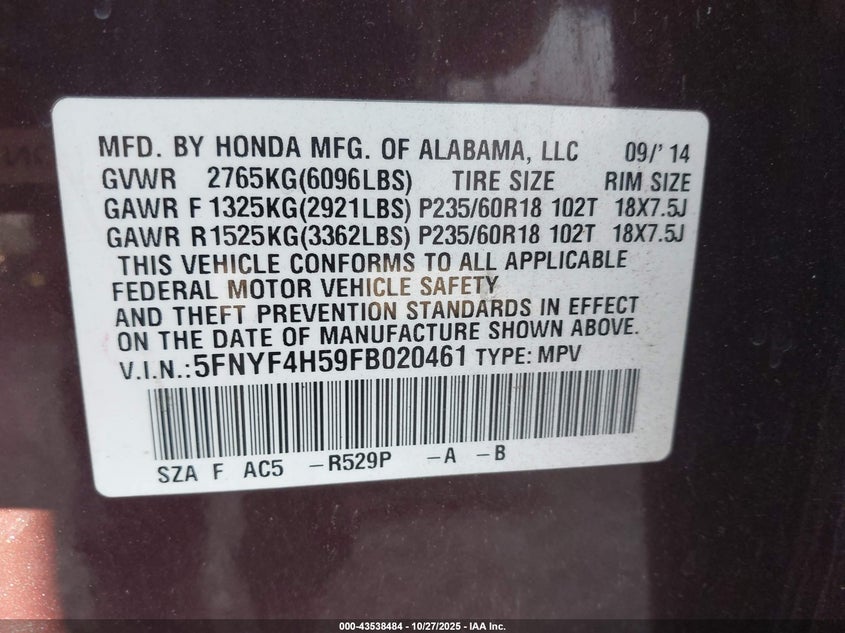 MFD. BY HONDA MFG. OF ALABAMA, LLC 09/'14
GVWR 2765KG(6096LBS) TIRE SIZE RIM SIZE
GAWR F 1325KG(2921LBS) P235/60R18 102T 18X7.5J
GAWR R 1525KG(3362LBS) P235/60R18 102T 18X7.5J
THIS VEHICLE CONFORMS TO ALL APPLICABLE
FEDERAL MOTOR VEHICLE SAFETY
AND THEFT PREVENTION STANDARDS IN EFFECT
ON THE DATE OF MANUFACTURE SHOWN ABOVE.
V.I.N.:5FNYF4H59FB020461 TYPE: MPV
SZA F AC5 -R529P -A -B
000-43538484 | 10/27/2025 - IAA Inc.